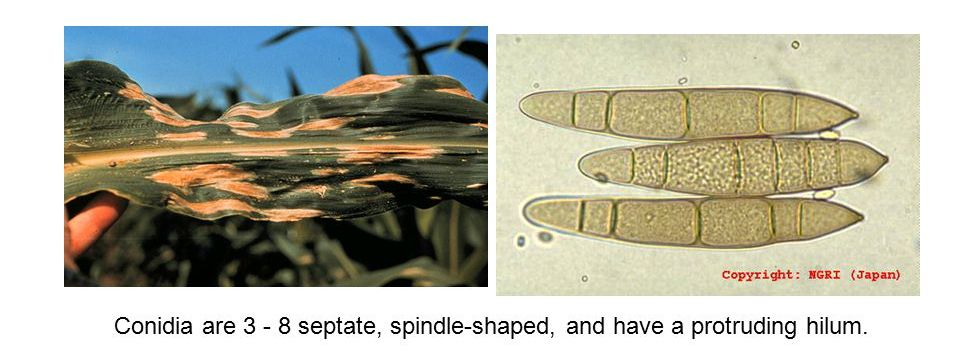 Copyright: NGRI (Japan)
Conidia are 3 - 8 septate, spindle-shaped, and have a protruding hilum.